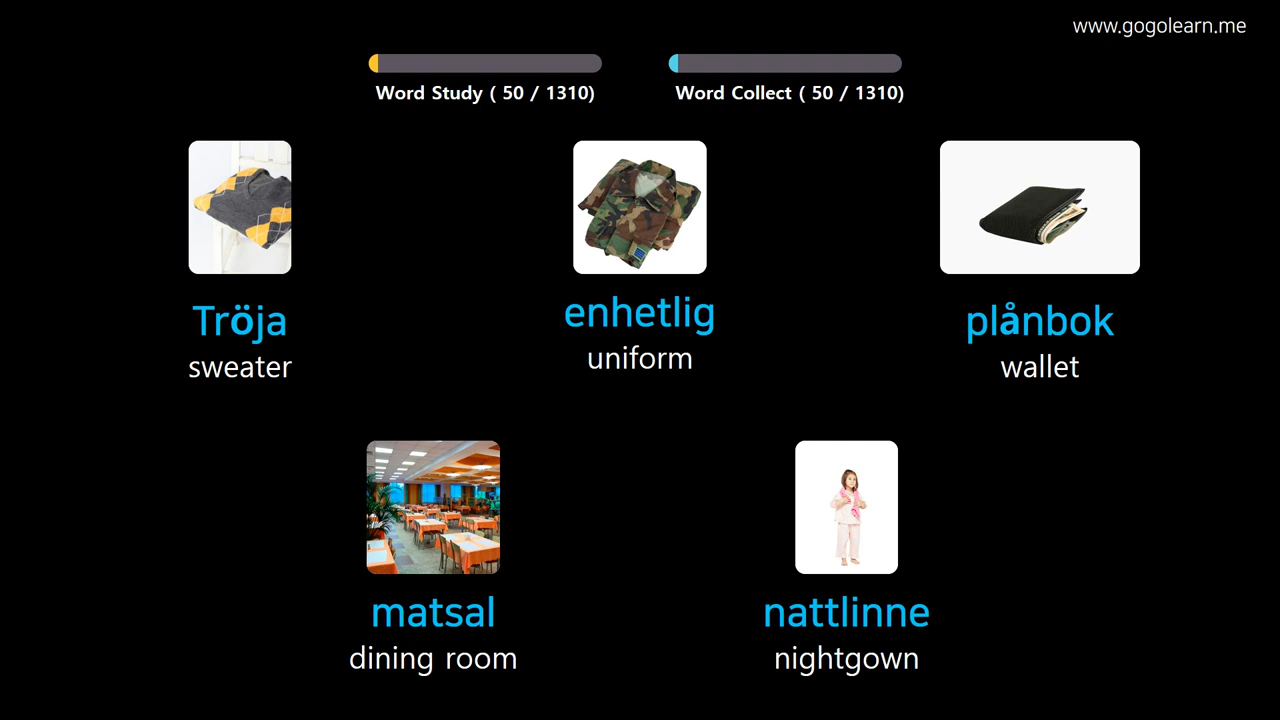 www.gogolearn.me
Word Study ( 50 / 1310)
Word Collect ( 50 / 1310)
Tröja
sweater
enhetlig
uniform
plånbok
wallet
matsal
dining room
nattlinne
nightgown